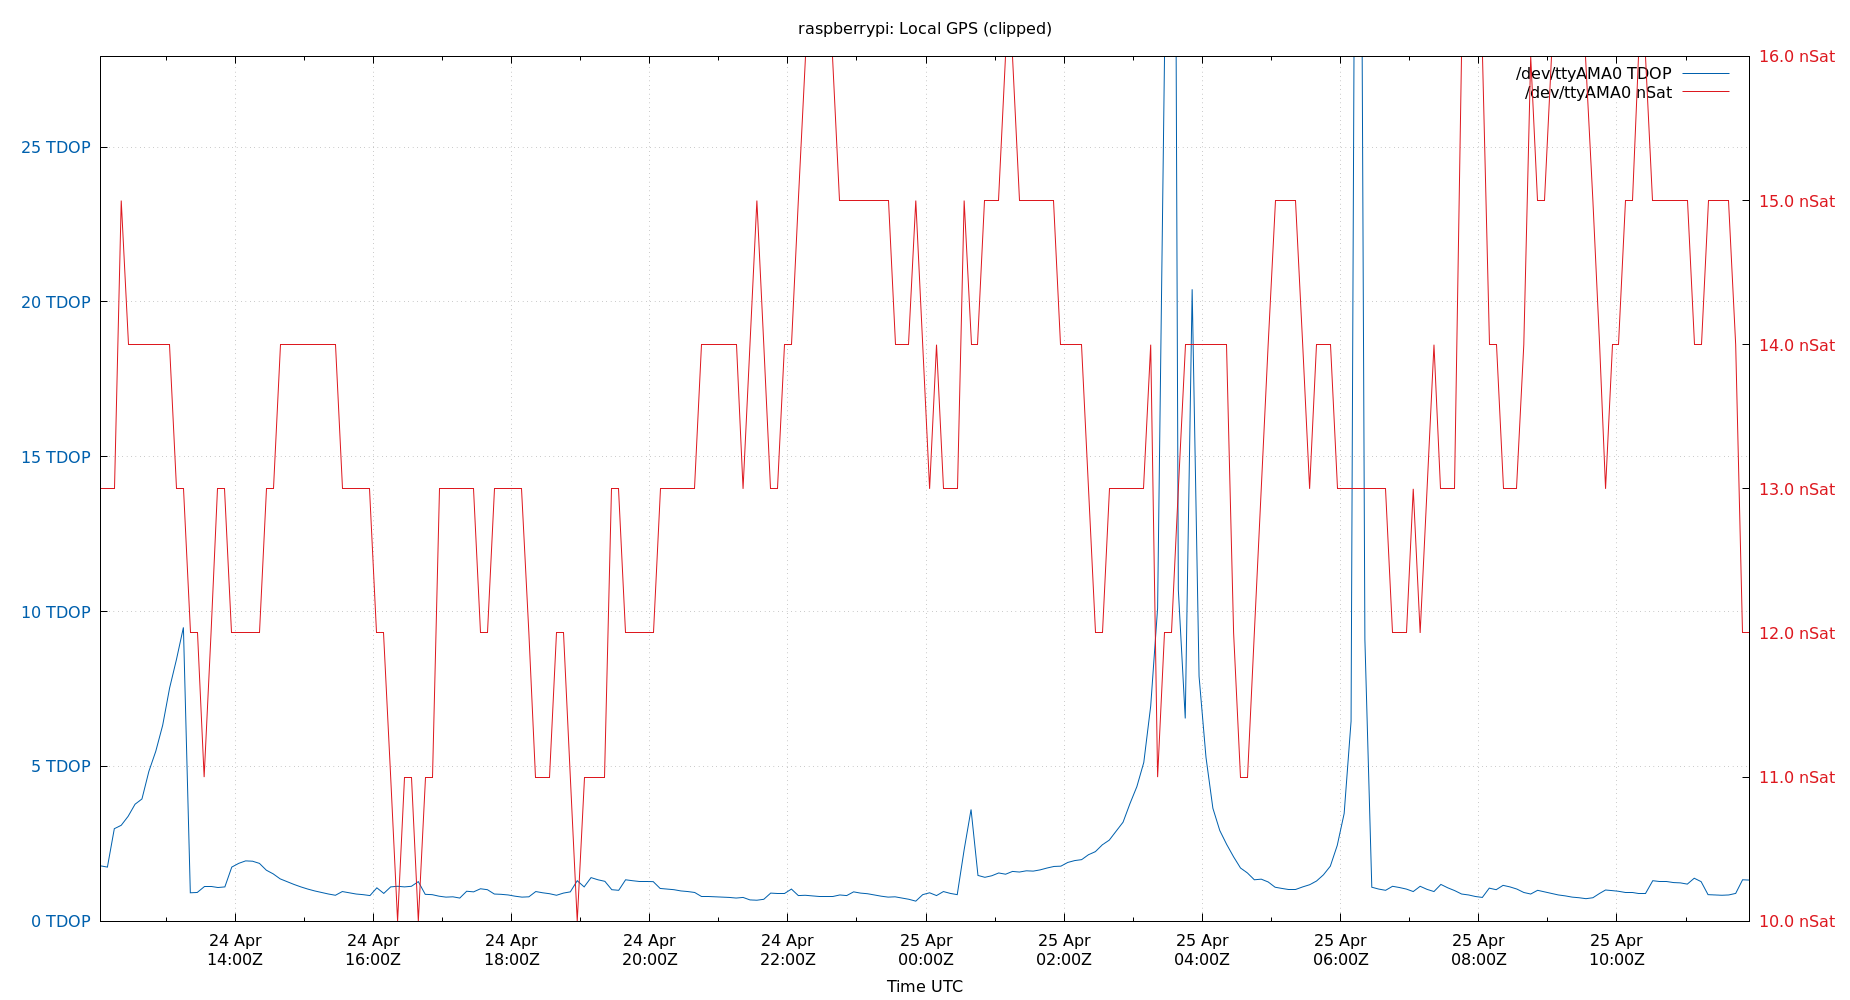 raspberrypi: Local GPS (clipped)
16.0 nSat
/dev/ttyAMA0 TDOP
/dev/ttyAMA0 nSat
25 TDOP
15.0 nSat
20 TDOP
14.0 nSat
15 TDOP
13.0 nSat
10 TDOP
12.0 nSat
5 TDOP
11.0 nSat
0 TDOP
10.0 nSat
24 Apr 24 Apr 24 Apr 24 Apr 24 Apr 25 Apr 25 Apr 25 Apr 25 Apr 25 Apr 25 Apr
14:00Z 16:00Z 18:00Z 20:00Z 22:00Z 00:00Z 02:00Z 04:00Z 06:00Z 08:00Z 10:00Z
Time UTC